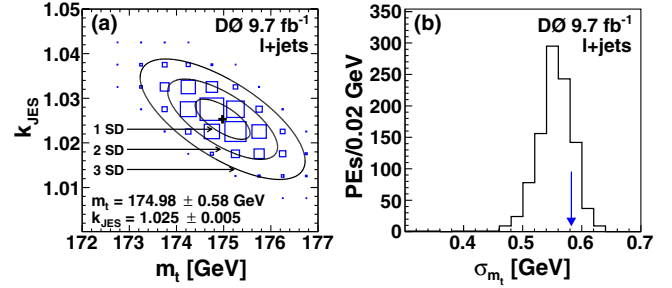 (a) DØ 9.7 fb⁻¹
l+jets
1.05
1.04
1.03
1.02
1.01
k_JES
1 SD
2 SD
3 SD
m_t = 174.98 ± 0.58 GeV
k_JES = 1.025 ± 0.005
172 173 174 175 176 177
m_t [GeV]
(b) DØ 9.7 fb⁻¹
l+jets
350
300
250
200
150
100
50
0
PEs/0.02 GeV
0.4 0.5 0.6 0.7
σ_m_t [GeV]